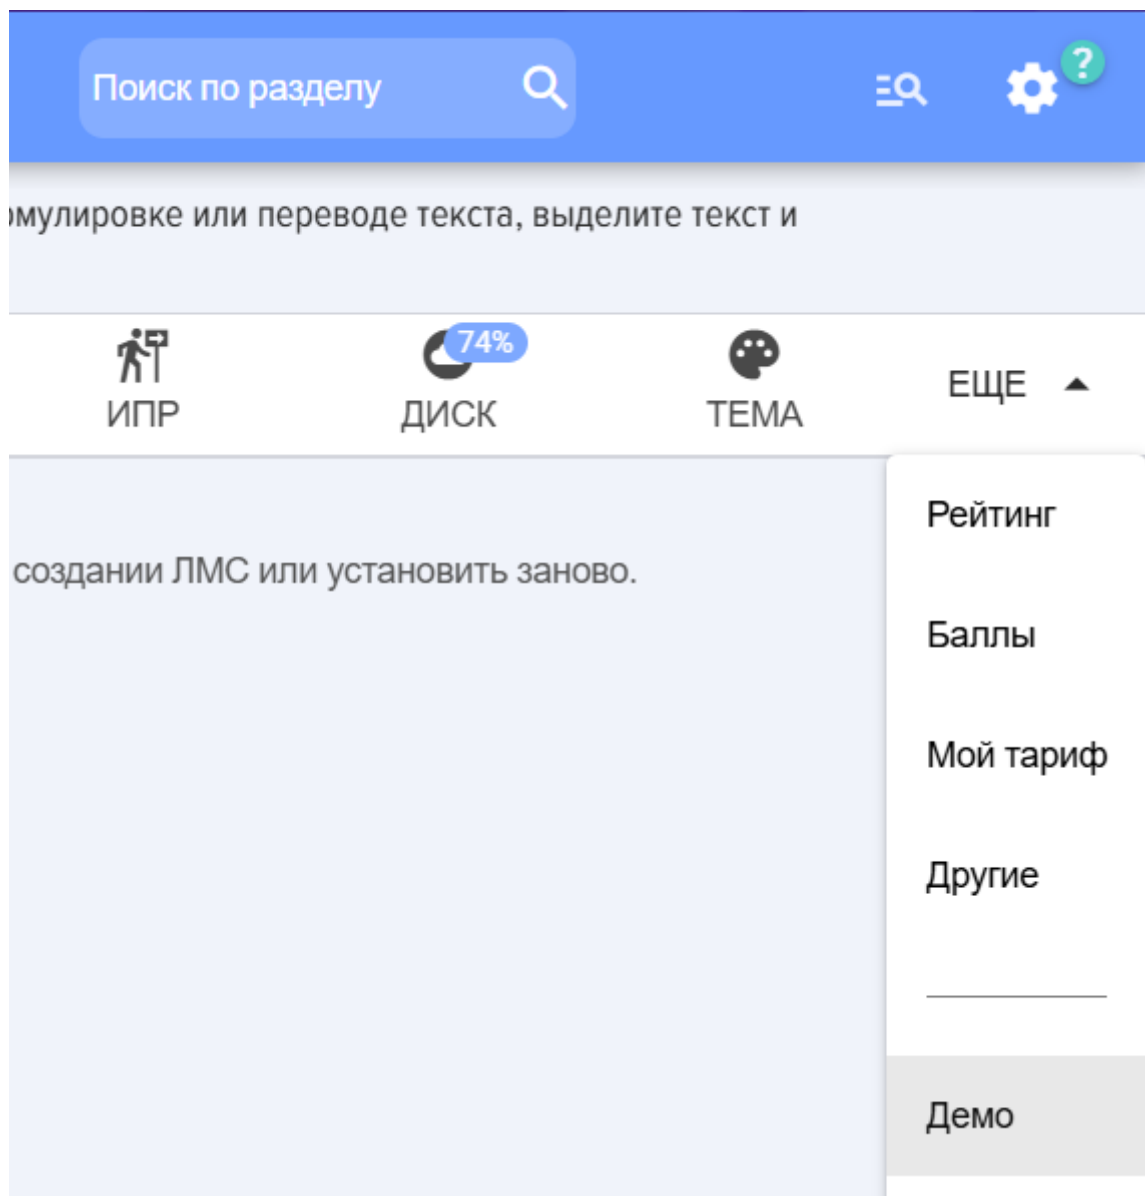 Поиск по разделу
?
омулировке или переводе текста, выделите текст и
ИПР
74%
ДИСК
ТЕМА
ЕЩЕ
Рейтинг
создании ЛМС или установить заново.
Баллы
Мой тариф
Другие
Демо